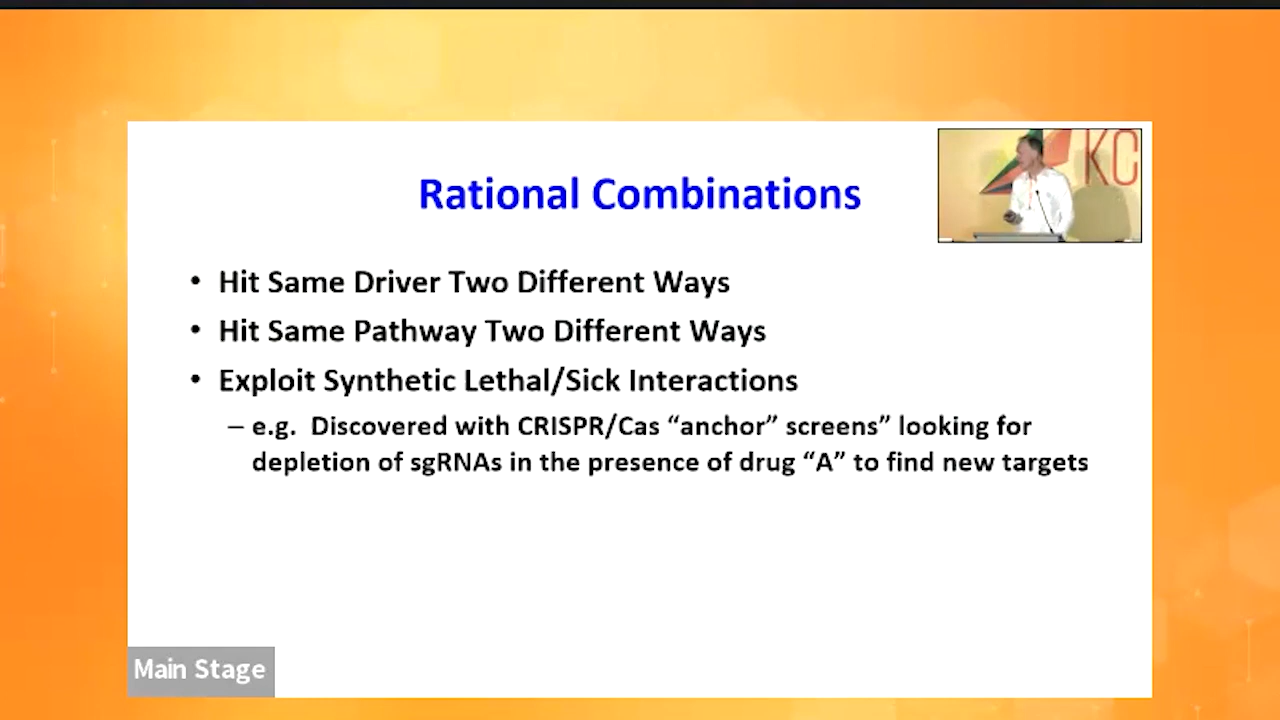 Rational Combinations
KC
• Hit Same Driver Two Different Ways
• Hit Same Pathway Two Different Ways
• Exploit Synthetic Lethal/Sick Interactions
– e.g. Discovered with CRISPR/Cas “anchor” screens” looking for
depletion of sgRNAs in the presence of drug “A” to find new targets
Main Stage